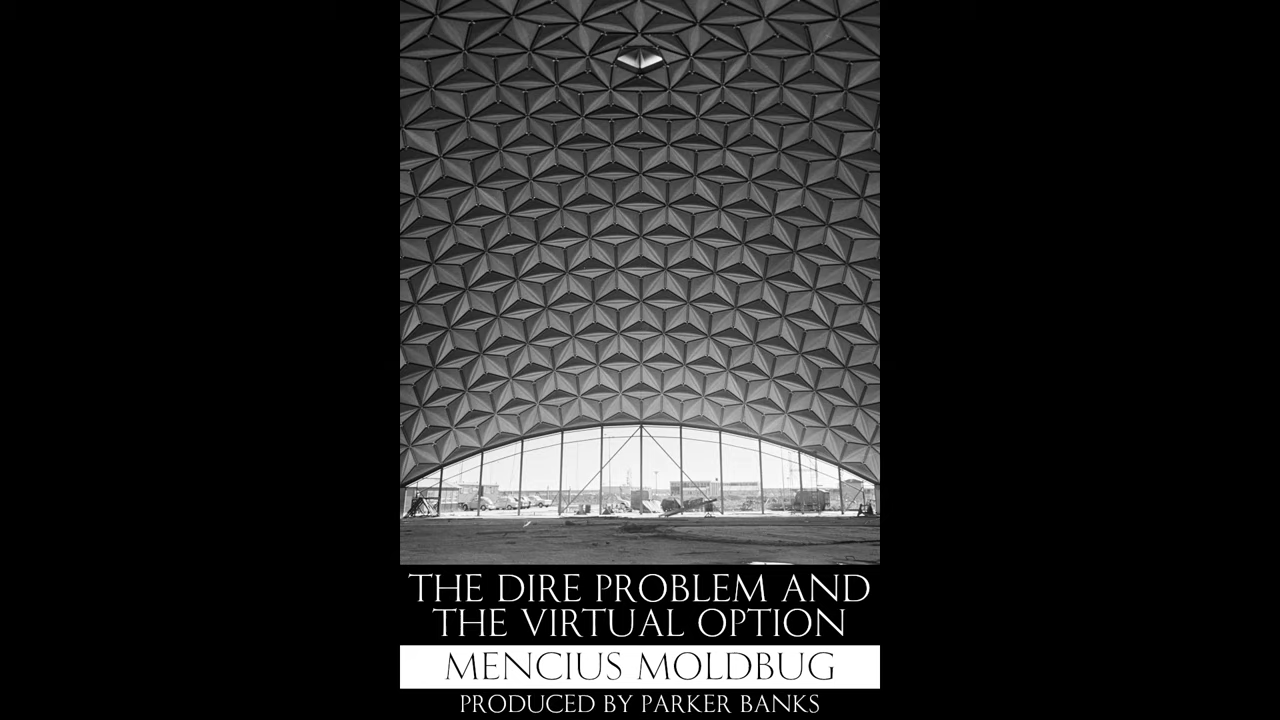 THE DIRE PROBLEM AND
THE VIRTUAL OPTION
MENCIUS MOLDBUG
PRODUCED BY PARKER BANKS